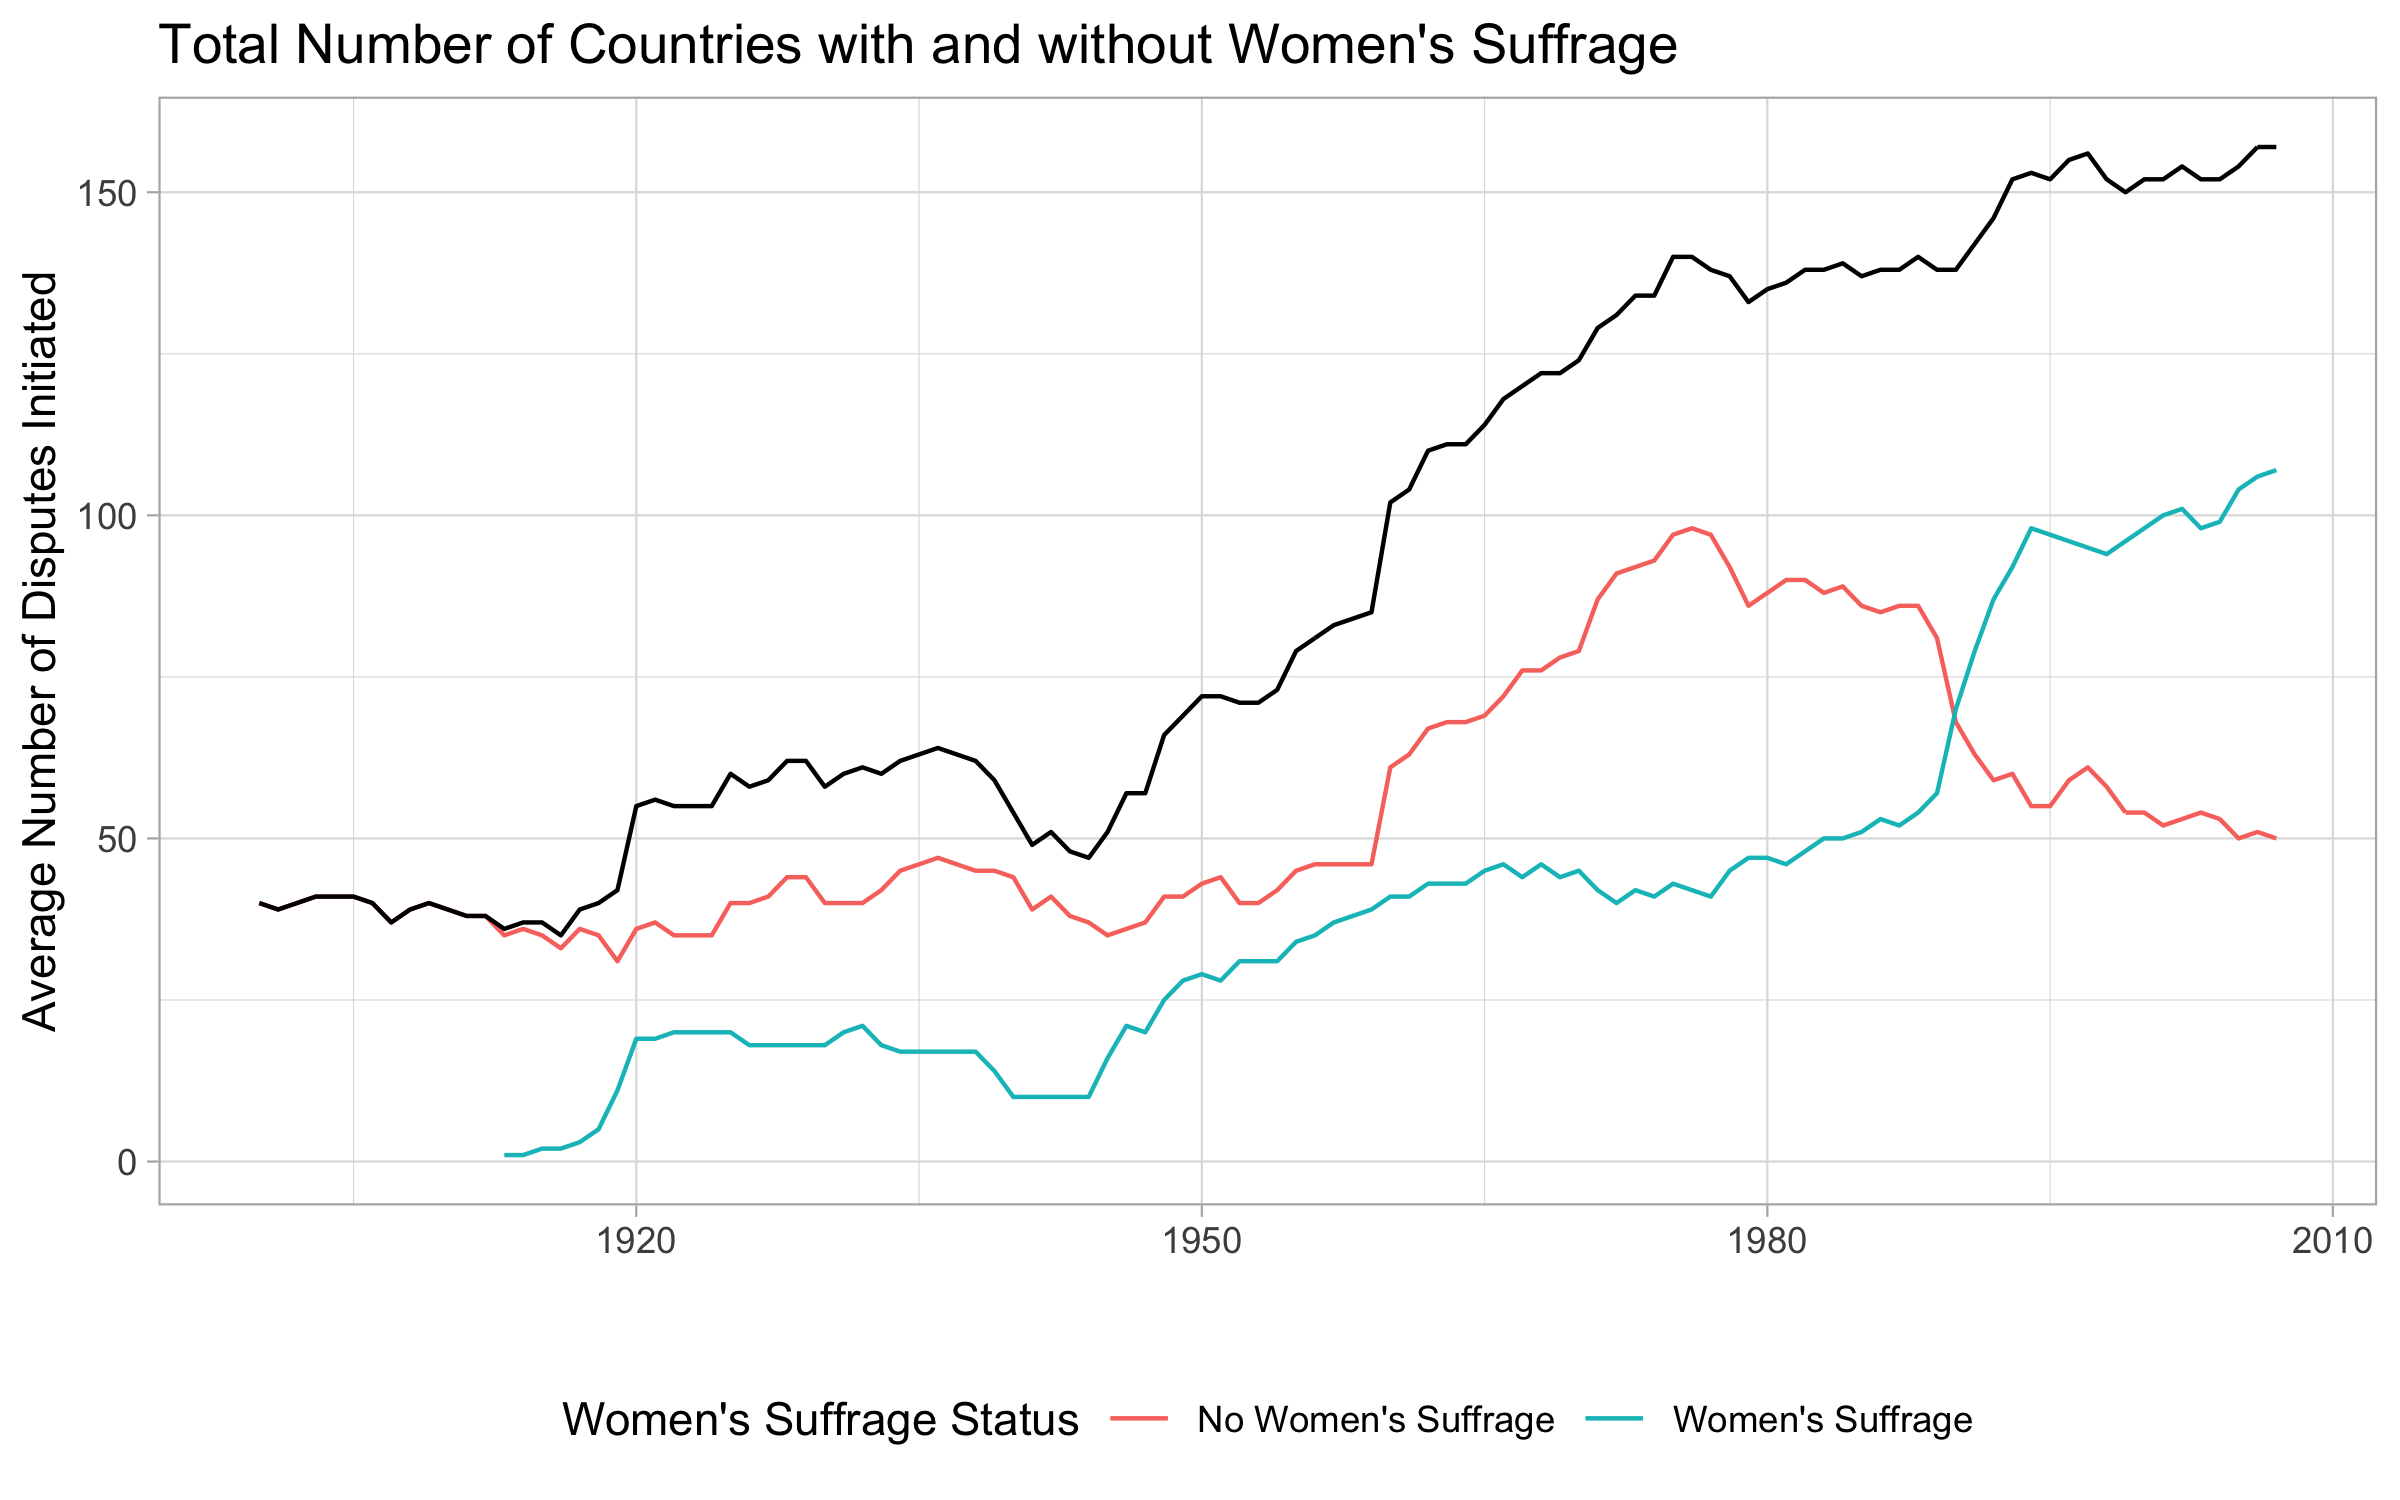 Total Number of Countries with and without Women's Suffrage
Average Number of Disputes Initiated
150
100
50
0
1920
1950
1980
2010
Women's Suffrage Status
No Women's Suffrage
Women's Suffrage